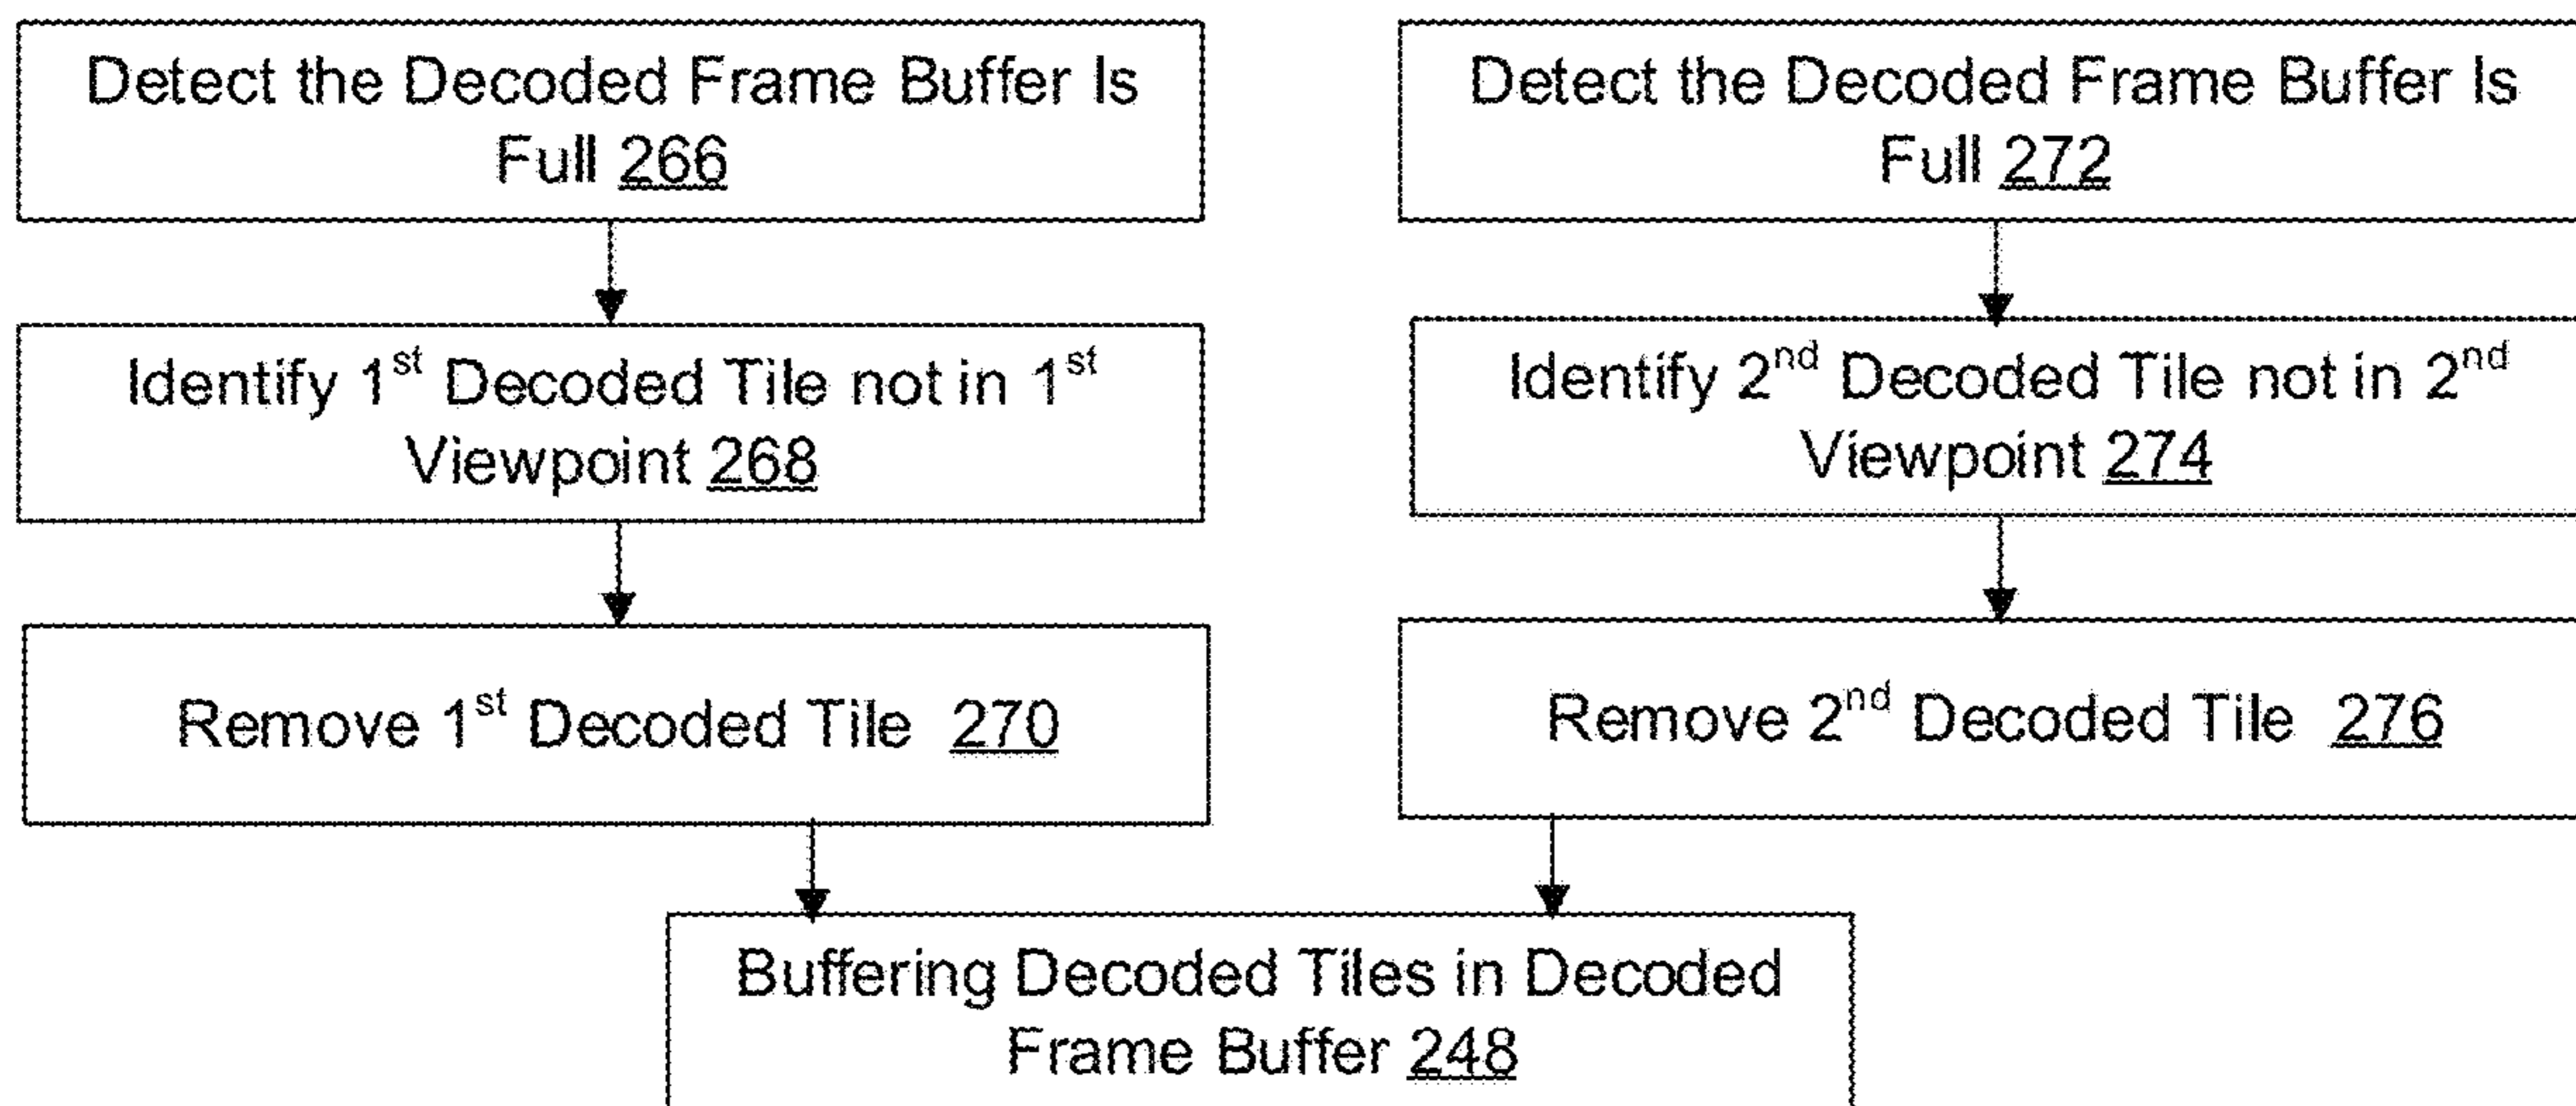 Detect the Decoded Frame Buffer Is
Full 266
Identify 1st Decoded Tile not in 1st
Viewpoint 268
Remove 1st Decoded Tile 270
Detect the Decoded Frame Buffer Is
Full 272
Identify 2nd Decoded Tile not in 2nd
Viewpoint 274
Remove 2nd Decoded Tile 276
Buffering Decoded Tiles in Decoded
Frame Buffer 248